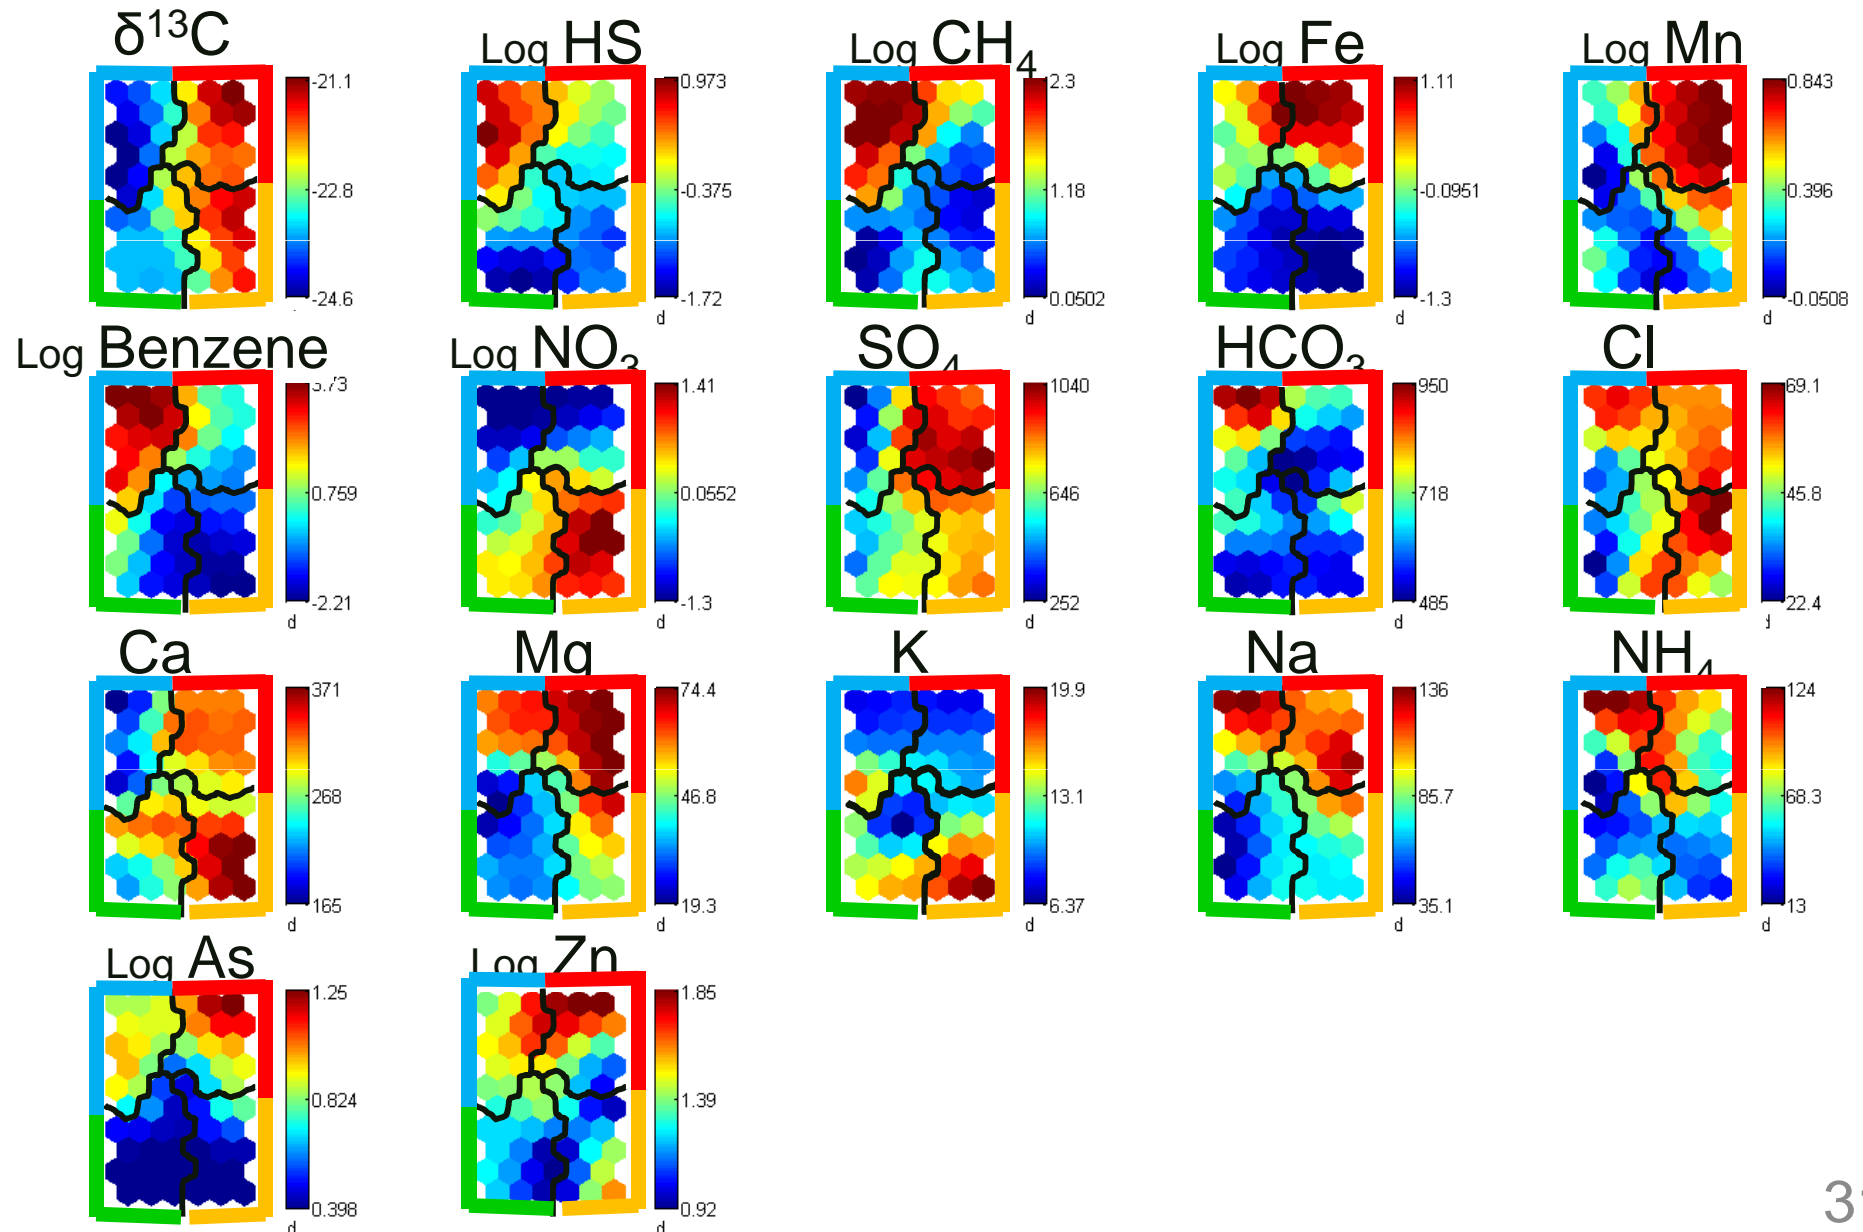 δ¹³C
Log HS
Log CH₄
Log Fe
Log Mn
-21.1
-22.8
-24.6
0.973
-0.375
-1.72
d
2.3
1.18
0.0502
d
1.11
-0.0951
-1.3
d
0.843
0.396
-0.0508
d
Log Benzene
Log NO₃
SO₄
HCO₃
Cl
3.73
0.759
-2.21
d
1.41
0.0552
-1.3
d
1040
646
252
d
950
718
485
d
69.1
45.8
22.4
Ca
Mg
K
Na
NH₄
371
268
165
d
74.4
46.8
19.3
d
19.9
13.1
6.37
d
136
85.7
35.1
d
124
68.3
13
d
Log As
Log Zn
1.25
0.824
0.398
d
1.85
1.39
0.92
d